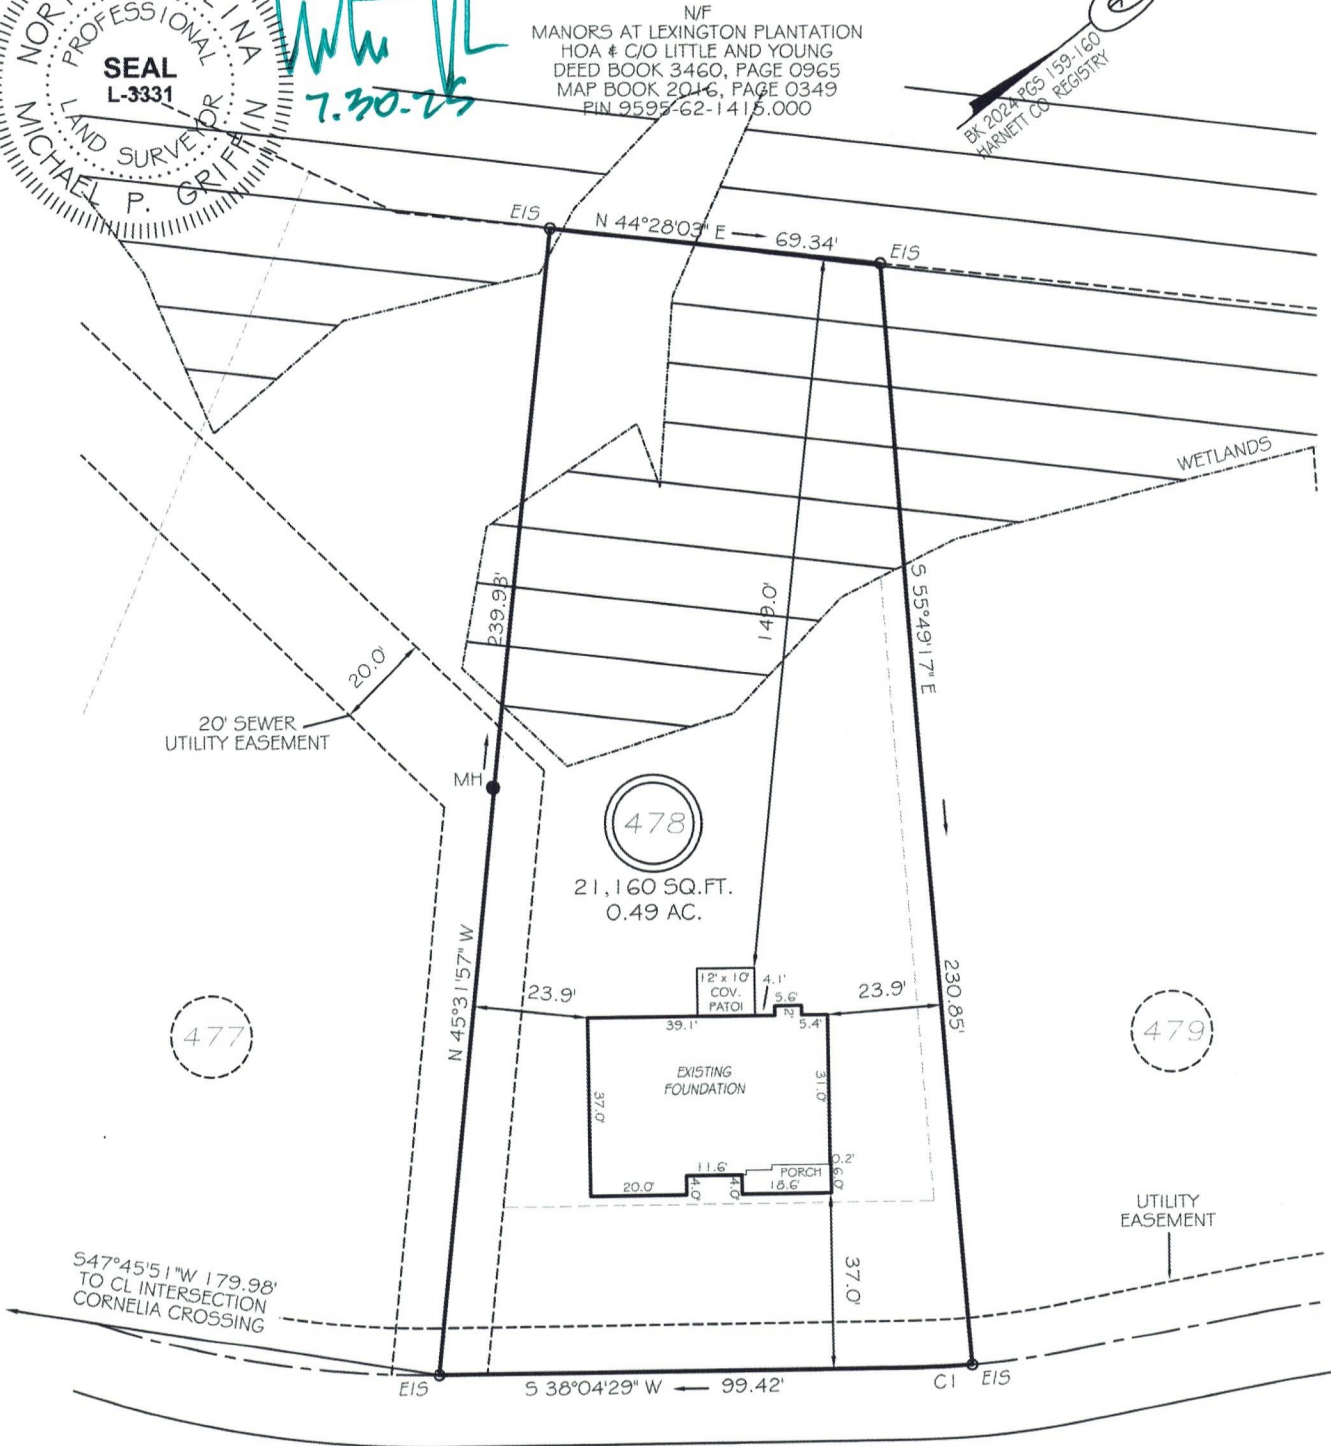 NOR
INA
PROFESSIONAL
SEAL
L-3331
LAND SURVEYOR
MICHAEL P. GRIFFIN
7.30-25
N/F
MANORS AT LEXINGTON PLANTATION
HOA & C/O LITTLE AND YOUNG
DEED BOOK 3460, PAGE 0965
MAP BOOK 2016, PAGE 0349
PIN 9595-62-1415.000
BK 2024 PGS 159-160
HARNETT CO REGISTRY
EIS
N 44°28'03" E
69.34'
EIS
WETLANDS
239.93'
149.0'
S 55°49'17" E
20.0'
20' SEWER
UTILITY EASEMENT
MH
478
21,160 SQ.FT.
0.49 AC.
N 45°31'57" W
23.9'
12' x 10'
COV.
PATOI
4.1'
5.6'
2'
5.4'
39.1'
23.9'
230.85'
477
479
EXISTING
FOUNDATION
37.0'
31.0'
11.6'
PORCH
0.2'
6.0'
20.0'
4.0'
4.0'
18.6'
37.0'
UTILITY
EASEMENT
S47°45'51"W 179.98'
TO CL INTERSECTION
CORNELIA CROSSING
EIS
S 38°04'29" W
99.42'
C1
EIS